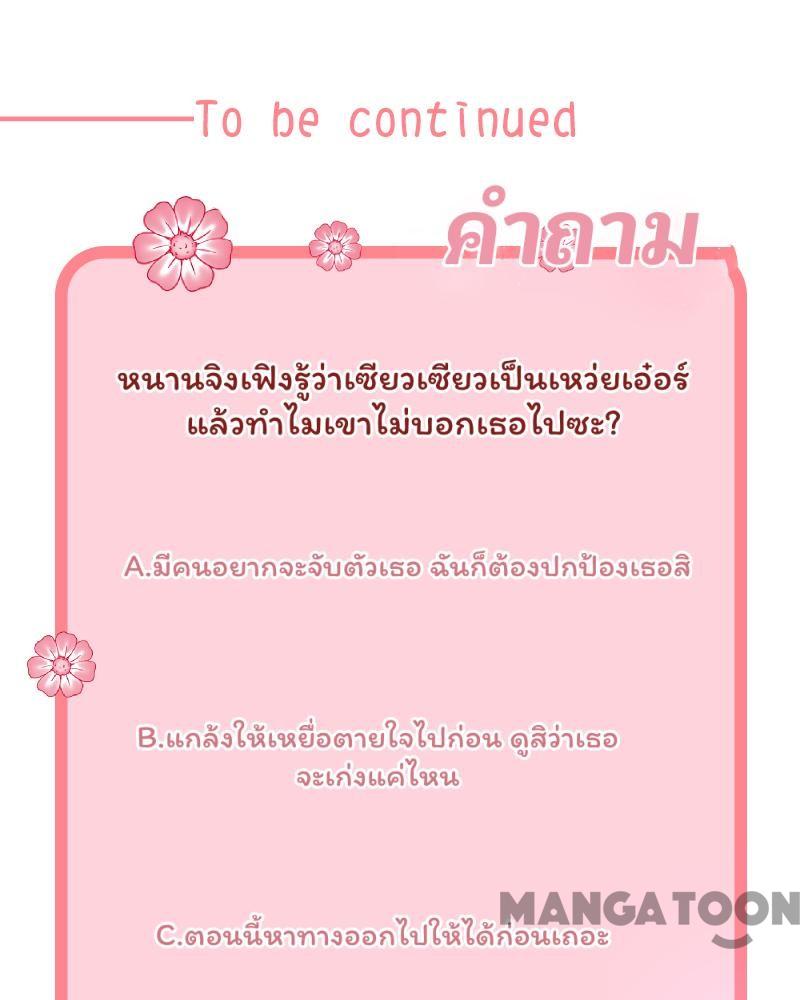 To be continued
คำถาม
หนานจิงเฟิงรู้ว่าเซียวเซียวเป็นเหว่ยเอ๋อร์
แล้วทำไมเขาไม่บอกเธอไปซะ?
A.มีคนอยากจะจับตัวเธอ ฉันก็ต้องปกป้องเธอสิ
B.แกล้งให้เหยื่อตายใจไปก่อน ดูสิว่าเธอ
จะเก่งแค่ไหน
C.ตอนนี้หาทางออกไปให้ได้ก่อนเถอะ
MANGATOON